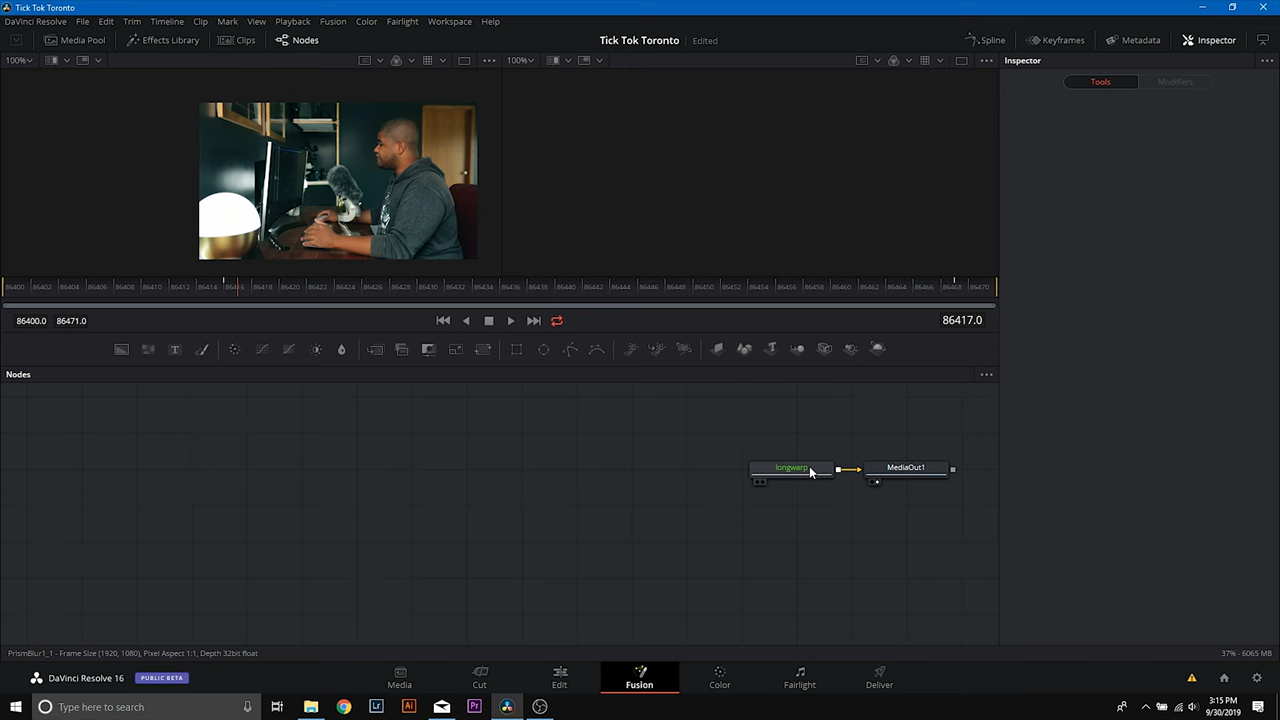 Tick Tok Toronto
DaVinci Resolve File Edit Trim Timeline Clip Mark View Playback Fusion Color Fairlight Workspace Help
Media Pool Effects Library Clips Nodes Tick Tok Toronto Edited Spline Keyframes Metadata Inspector
100% 100% Inspector
Tools Modifiers
86400 86402 86404 86406 86408 86410 86412 86414 86416 86418 86420 86422 86424 86426 86428 86430 86432 86434 86436 86438 86440 86442 86444 86446 86448 86450 86452 86454 86456 86458 86460 86462 86464 86466 86468 86470
86400.0 86471.0 86417.0
Nodes
longwarp MediaOut1
PrismBlur1_1 - Frame Size (1920, 1080), Pixel Aspect 1:1, Depth 32bit float 37% - 6065 MB
DaVinci Resolve 16 PUBLIC BETA Media Cut Edit Fusion Color Fairlight Deliver
Type here to search Lr Ai Pr 3:15 PM
9/30/2019